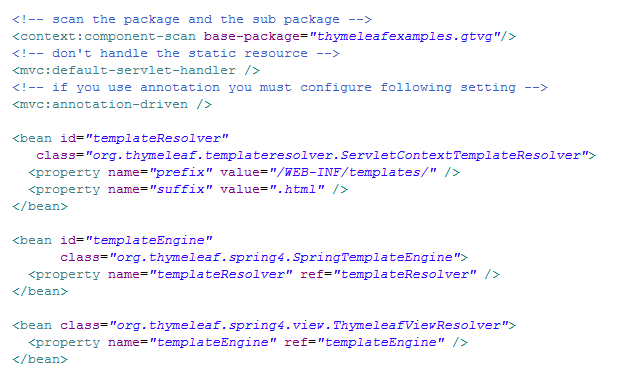 <!-- scan the package and the sub package -->
<context:component-scan base-package="thymeleafexamples.gtvg"/>
<!-- don't handle the static resource -->
<mvc:default-servlet-handler />
<!-- if you use annotation you must configure following setting -->
<mvc:annotation-driven />

<bean id="templateResolver"
   class="org.thymeleaf.templateresolver.ServletContextTemplateResolver">
  <property name="prefix" value="/WEB-INF/templates/" />
  <property name="suffix" value=".html" />
</bean>

<bean id="templateEngine"
      class="org.thymeleaf.spring4.SpringTemplateEngine">
  <property name="templateResolver" ref="templateResolver" />
</bean>

<bean class="org.thymeleaf.spring4.view.ThymeleafViewResolver">
  <property name="templateEngine" ref="templateEngine" />
</bean>